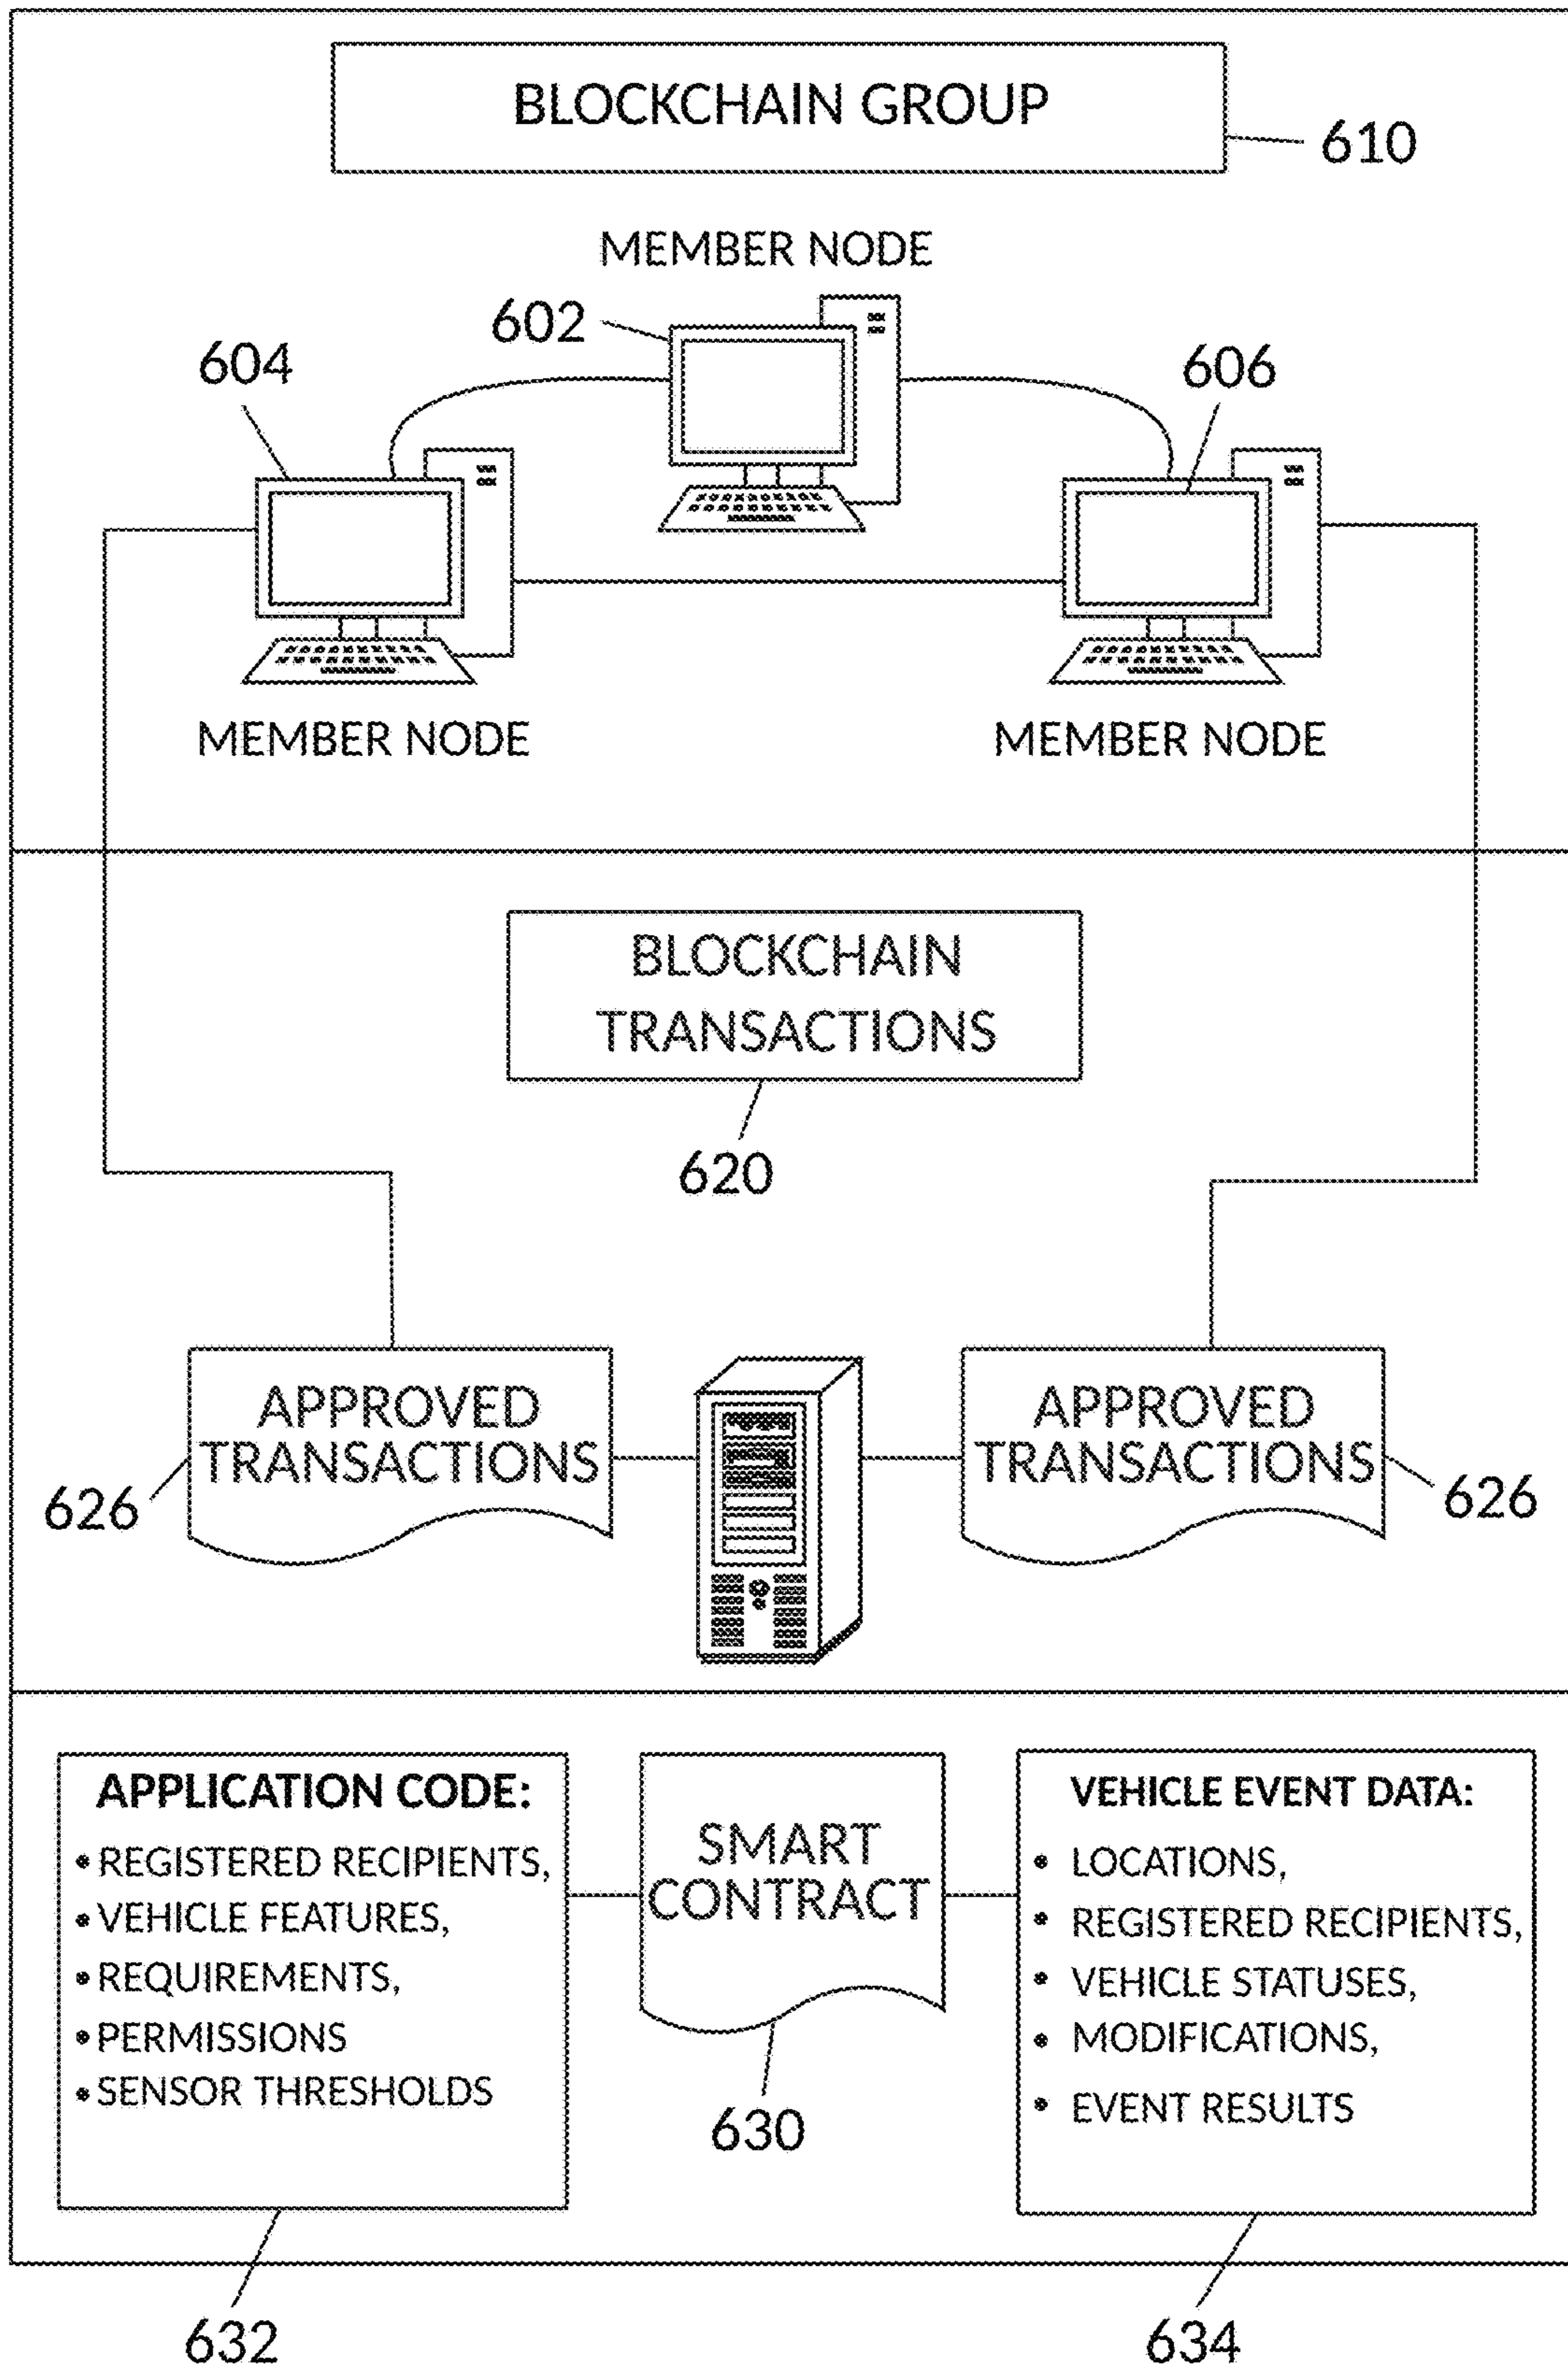 BLOCKCHAIN GROUP
610
MEMBER NODE
602
604
606
MEMBER NODE
MEMBER NODE
BLOCKCHAIN
TRANSACTIONS
620
APPROVED
TRANSACTIONS
626
APPROVED
TRANSACTIONS
626
APPLICATION CODE:
• REGISTERED RECIPIENTS,
• VEHICLE FEATURES,
• REQUIREMENTS,
• PERMISSIONS
• SENSOR THRESHOLDS
632
SMART
CONTRACT
630
VEHICLE EVENT DATA:
• LOCATIONS,
• REGISTERED RECIPIENTS,
• VEHICLE STATUSES,
• MODIFICATIONS,
• EVENT RESULTS
634